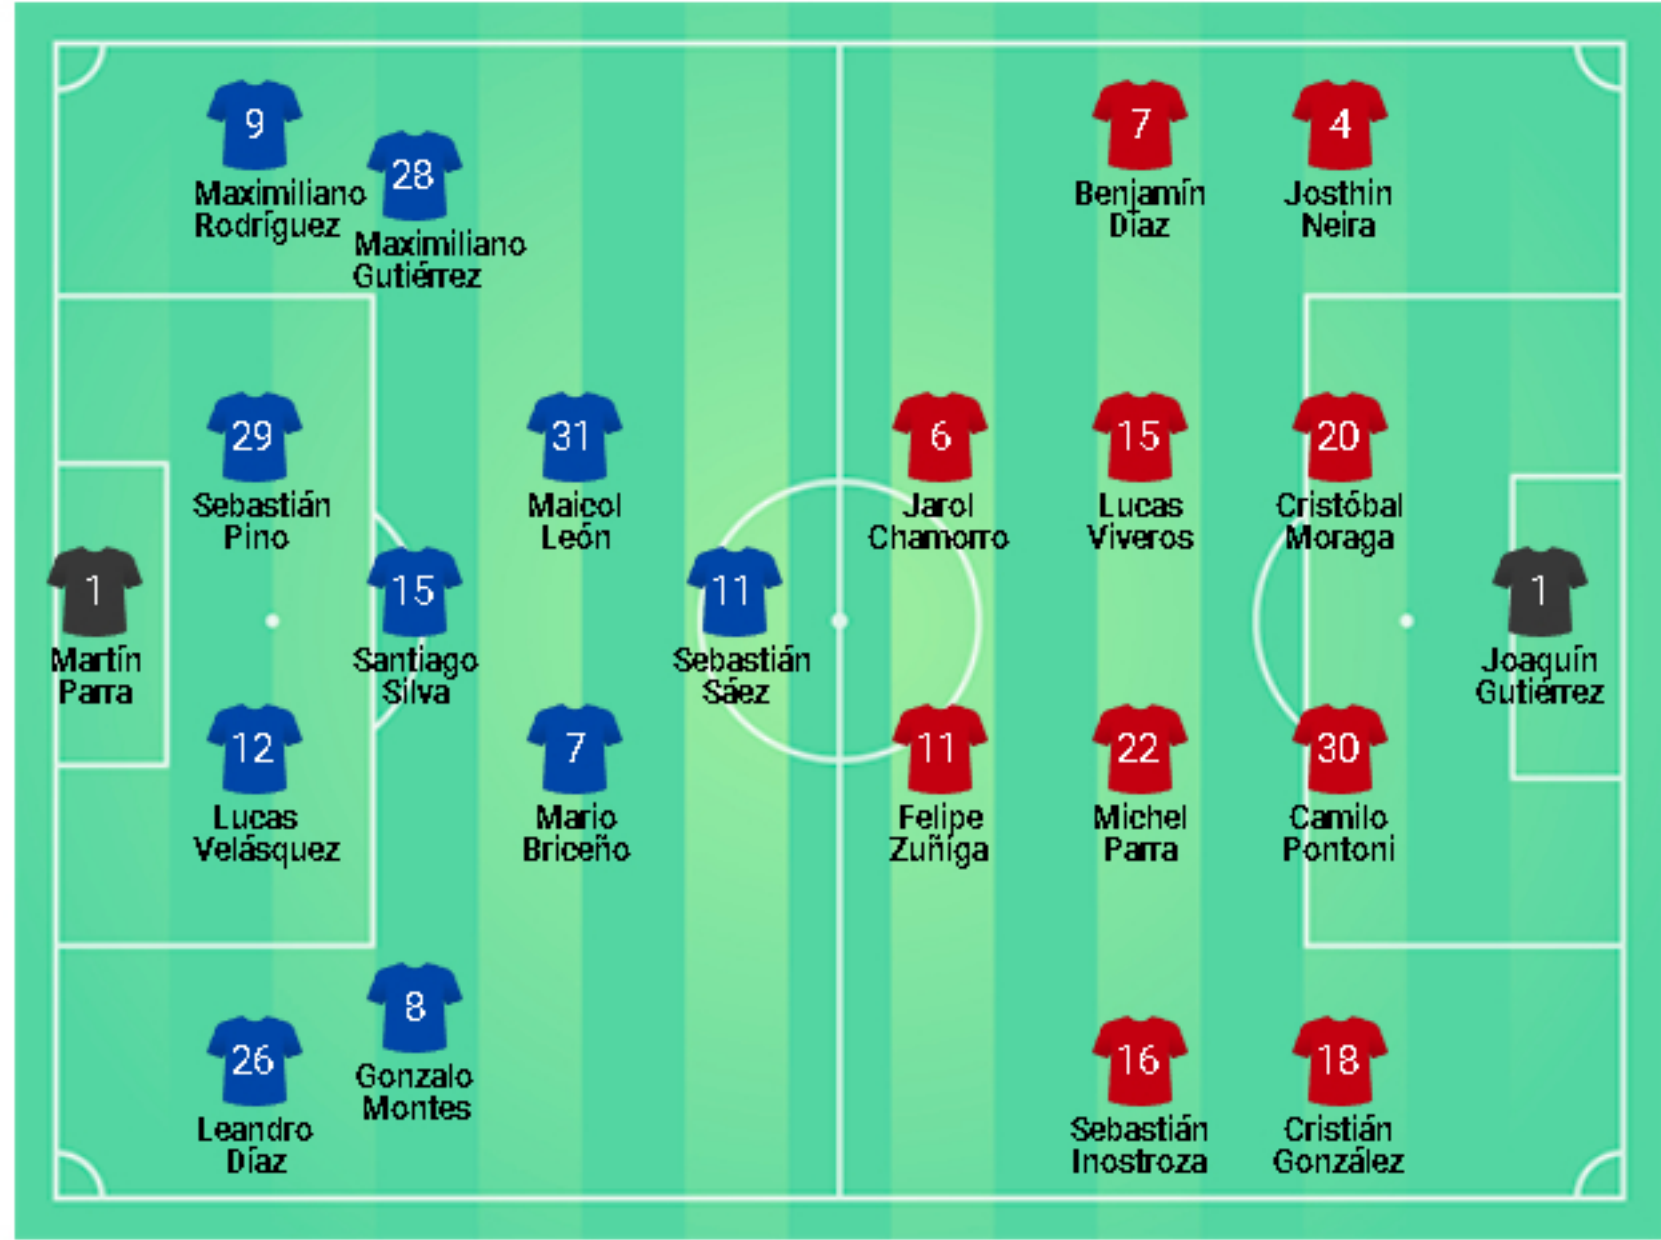 9
Maximiliano
Rodríguez
28
Maximiliano
Gutiérrez
29
Sebastián
Pino
31
Maicol
León
1
Martín
Parra
15
Santiago
Silva
11
Sebastián
Sáez
12
Lucas
Velásquez
7
Mario
Briceño
26
Leandro
Díaz
8
Gonzalo
Montes
7
Benjamín
Díaz
4
Josthin
Neira
6
Jarol
Chamorro
15
Lucas
Viveros
20
Cristóbal
Moraga
1
Joaquín
Gutiérrez
11
Felipe
Zuñiga
22
Michel
Parra
30
Camilo
Pontoni
16
Sebastián
Inostroza
18
Cristián
González